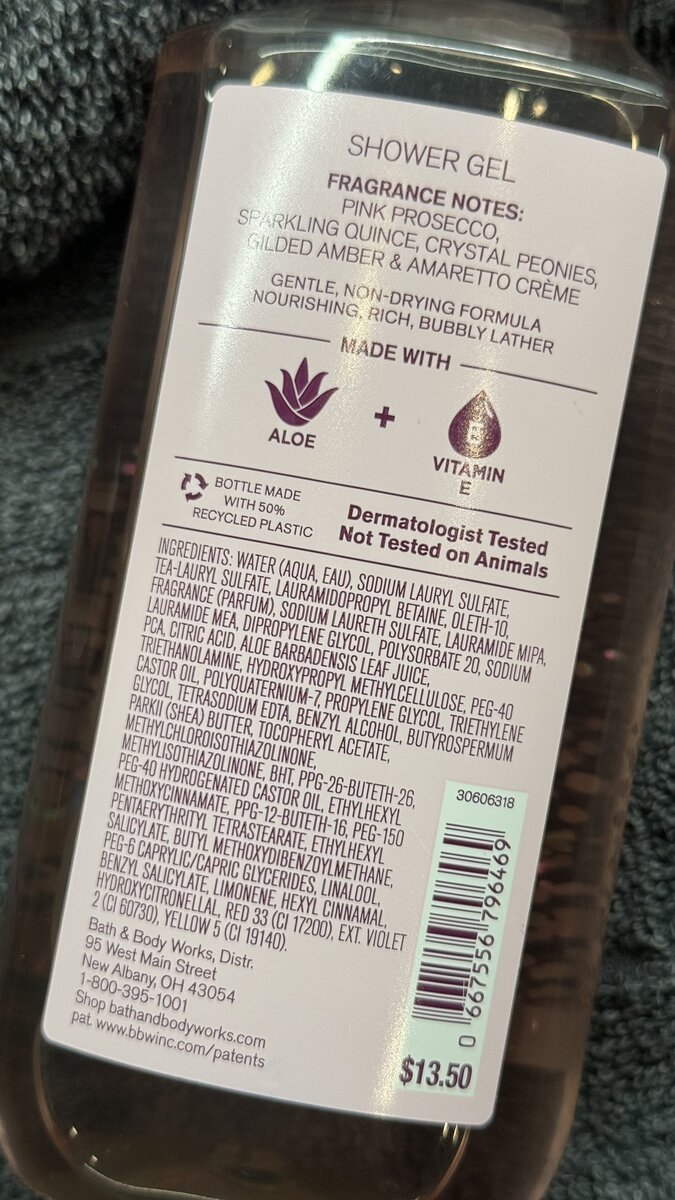 SHOWER GEL
FRAGRANCE NOTES:
PINK PROSECCO,
SPARKLING QUINCE, CRYSTAL PEONIES,
GILDED AMBER & AMARETTO CRÈME
GENTLE, NON-DRYING FORMULA
NOURISHING, RICH, BUBBLY LATHER
MADE WITH
ALOE
+
E
VITAMIN
E
BOTTLE MADE
WITH 50%
RECYCLED PLASTIC
Dermatologist Tested
Not Tested on Animals
INGREDIENTS: WATER (AQUA, EAU), SODIUM LAURYL SULFATE,
TEA-LAURYL SULFATE, LAURAMIDOPROPYL BETAINE, OLETH-10,
FRAGRANCE (PARFUM), SODIUM LAURETH SULFATE, LAURAMIDE MIPA,
LAURAMIDE MEA, DIPROPYLENE GLYCOL, POLYSORBATE 20, SODIUM
PCA, CITRIC ACID, ALOE BARBADENSIS LEAF JUICE,
TRIETHANOLAMINE, HYDROXYPROPYL METHYLCELLULOSE, PEG-40
CASTOR OIL, POLYQUATERNIUM-7, PROPYLENE GLYCOL, TRIETHYLENE
GLYCOL, TETRASODIUM EDTA, BENZYL ALCOHOL, BUTYROSPERMUM
PARKII (SHEA) BUTTER, TOCOPHERYL ACETATE,
METHYLCHLOROISOTHIAZOLINONE,
METHYLISOTHIAZOLINONE, BHT, PPG-26-BUTETH-26,
PEG-40 HYDROGENATED CASTOR OIL, ETHYLHEXYL
METHOXYCINNAMATE, PPG-12-BUTETH-16, PEG-150
PENTAERYTHRITYL TETRASTEARATE, ETHYLHEXYL
SALICYLATE, BUTYL METHOXYDIBENZOYLMETHANE,
PEG-6 CAPRYLIC/CAPRIC GLYCERIDES, LINALOOL,
BENZYL SALICYLATE, LIMONENE, HEXYL CINNAMAL,
HYDROXYCITRONELLAL, RED 33 (CI 17200), EXT. VIOLET
2 (CI 60730), YELLOW 5 (CI 19140).
Bath & Body Works, Distr.
95 West Main Street
New Albany, OH 43054
1-800-395-1001
Shop bathandbodyworks.com
pat. www.bbwinc.com/patents
30606318
0 667556 796469
$13.50